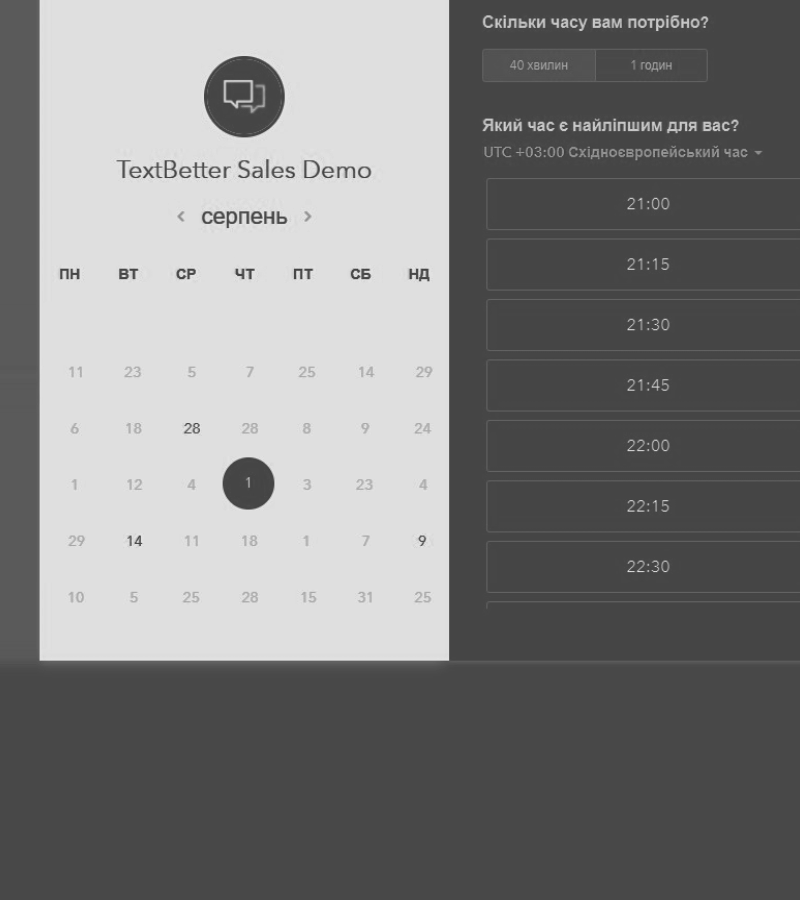 TextBetter Sales Demo
серпень
ПН ВТ СР ЧТ ПТ СБ НД
11 23 5 7 25 14 29
6 18 28 28 8 9 24
1 12 4 1 3 23 4
29 14 11 18 1 7 9
10 5 25 28 15 31 25
Скільки часу вам потрібно?
40 хвилин 1 годин
Який час є найліпшим для вас?
UTC +03:00 Східноєвропейський час
21:00
21:15
21:30
21:45
22:00
22:15
22:30